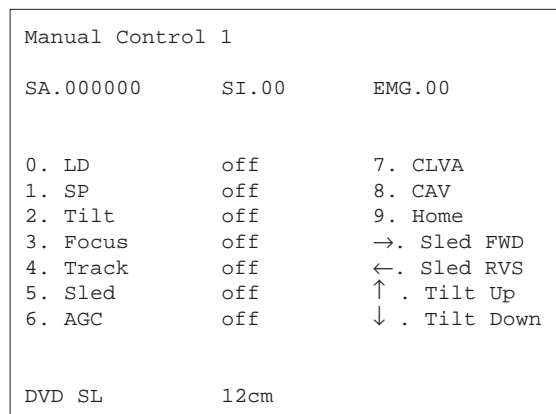 Manual Control 1
SA.000000 SI.00 EMG.00
0. LD off 7. CLVA
1. SP off 8. CAV
2. Tilt off 9. Home
3. Focus off →. Sled FWD
4. Track off ←. Sled RVS
5. Sled off ↑ . Tilt Up
6. AGC off ↓ . Tilt Down
DVD SL 12cm